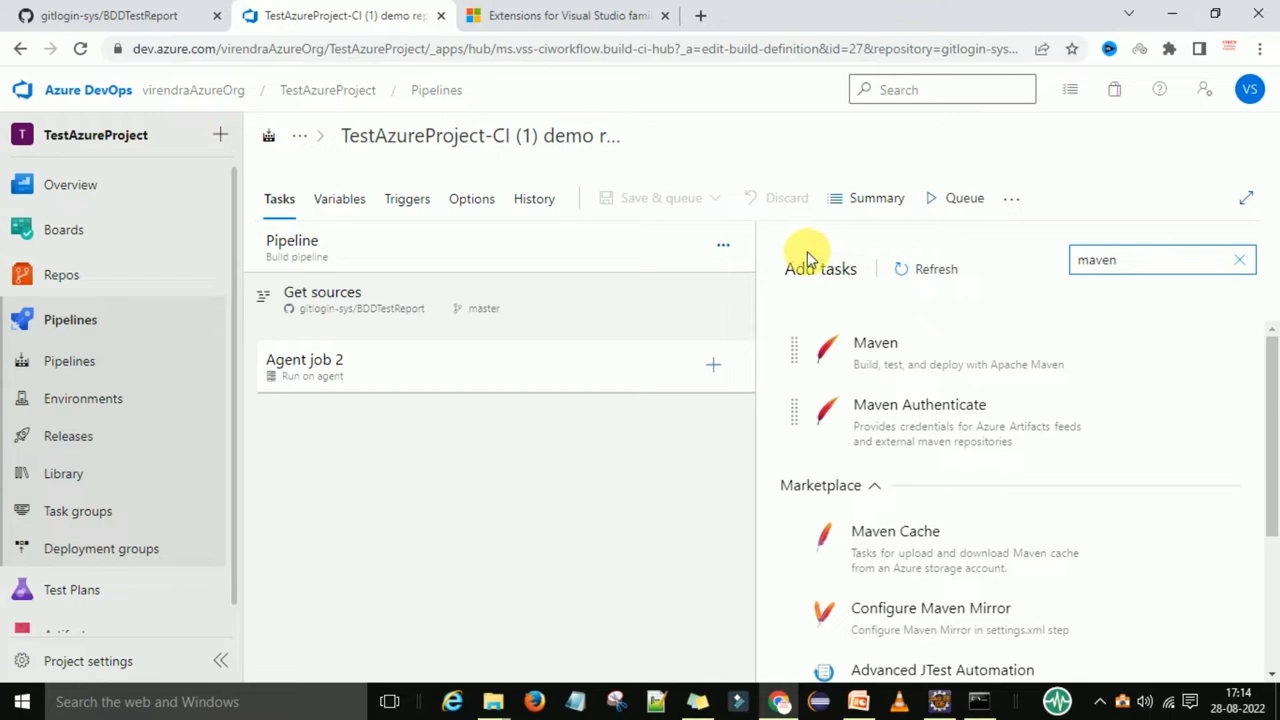 gitlogin-sys/BDDTestReport
TestAzureProject-CI (1) demo rep
Extensions for Visual Studio fami
dev.azure.com/virendraAzureOrg/TestAzureProject/_apps/hub/ms.vss-ciworkflow.build-ci-hub?_a=edit-build-definition&id=27&repository=gitlogin-sys...
Azure DevOps virendraAzureOrg / TestAzureProject / Pipelines
Search
VS
T TestAzureProject
TestAzureProject-CI (1) demo r...
Overview
Boards
Repos
Pipelines
Pipelines
Environments
Releases
Library
Task groups
Deployment groups
Test Plans
Project settings
Tasks Variables Triggers Options History Save & queue Discard Summary Queue ...
Pipeline
Build pipeline
Get sources
gitlogin-sys/BDDTestReport master
Agent job 2
Run on agent
Add tasks Refresh
maven
Maven
Build, test, and deploy with Apache Maven
Maven Authenticate
Provides credentials for Azure Artifacts feeds
and external maven repositories
Marketplace
Maven Cache
Tasks for upload and download Maven cache
from an Azure storage account.
Configure Maven Mirror
Configure Maven Mirror in settings.xml step
Advanced JTest Automation
Search the web and Windows
17:14
28-08-2022